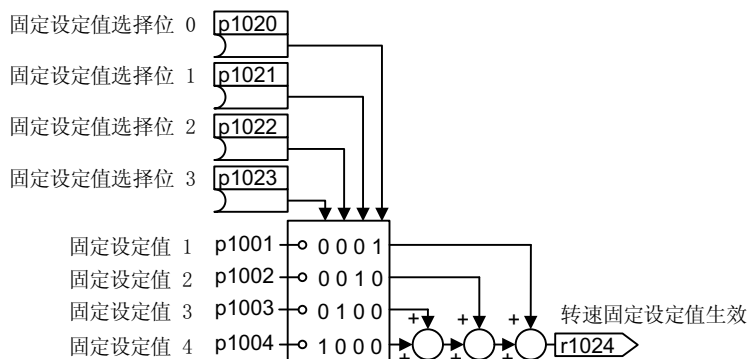 固定设定值选择位 0 p1020
固定设定值选择位 1 p1021
固定设定值选择位 2 p1022
固定设定值选择位 3 p1023
固定设定值 1 p1001 0 0 0 1
固定设定值 2 p1002 0 0 1 0
固定设定值 3 p1003 0 1 0 0
+ + + 转速固定设定值生效
固定设定值 4 p1004 1 0 0 0 r1024
+ + +